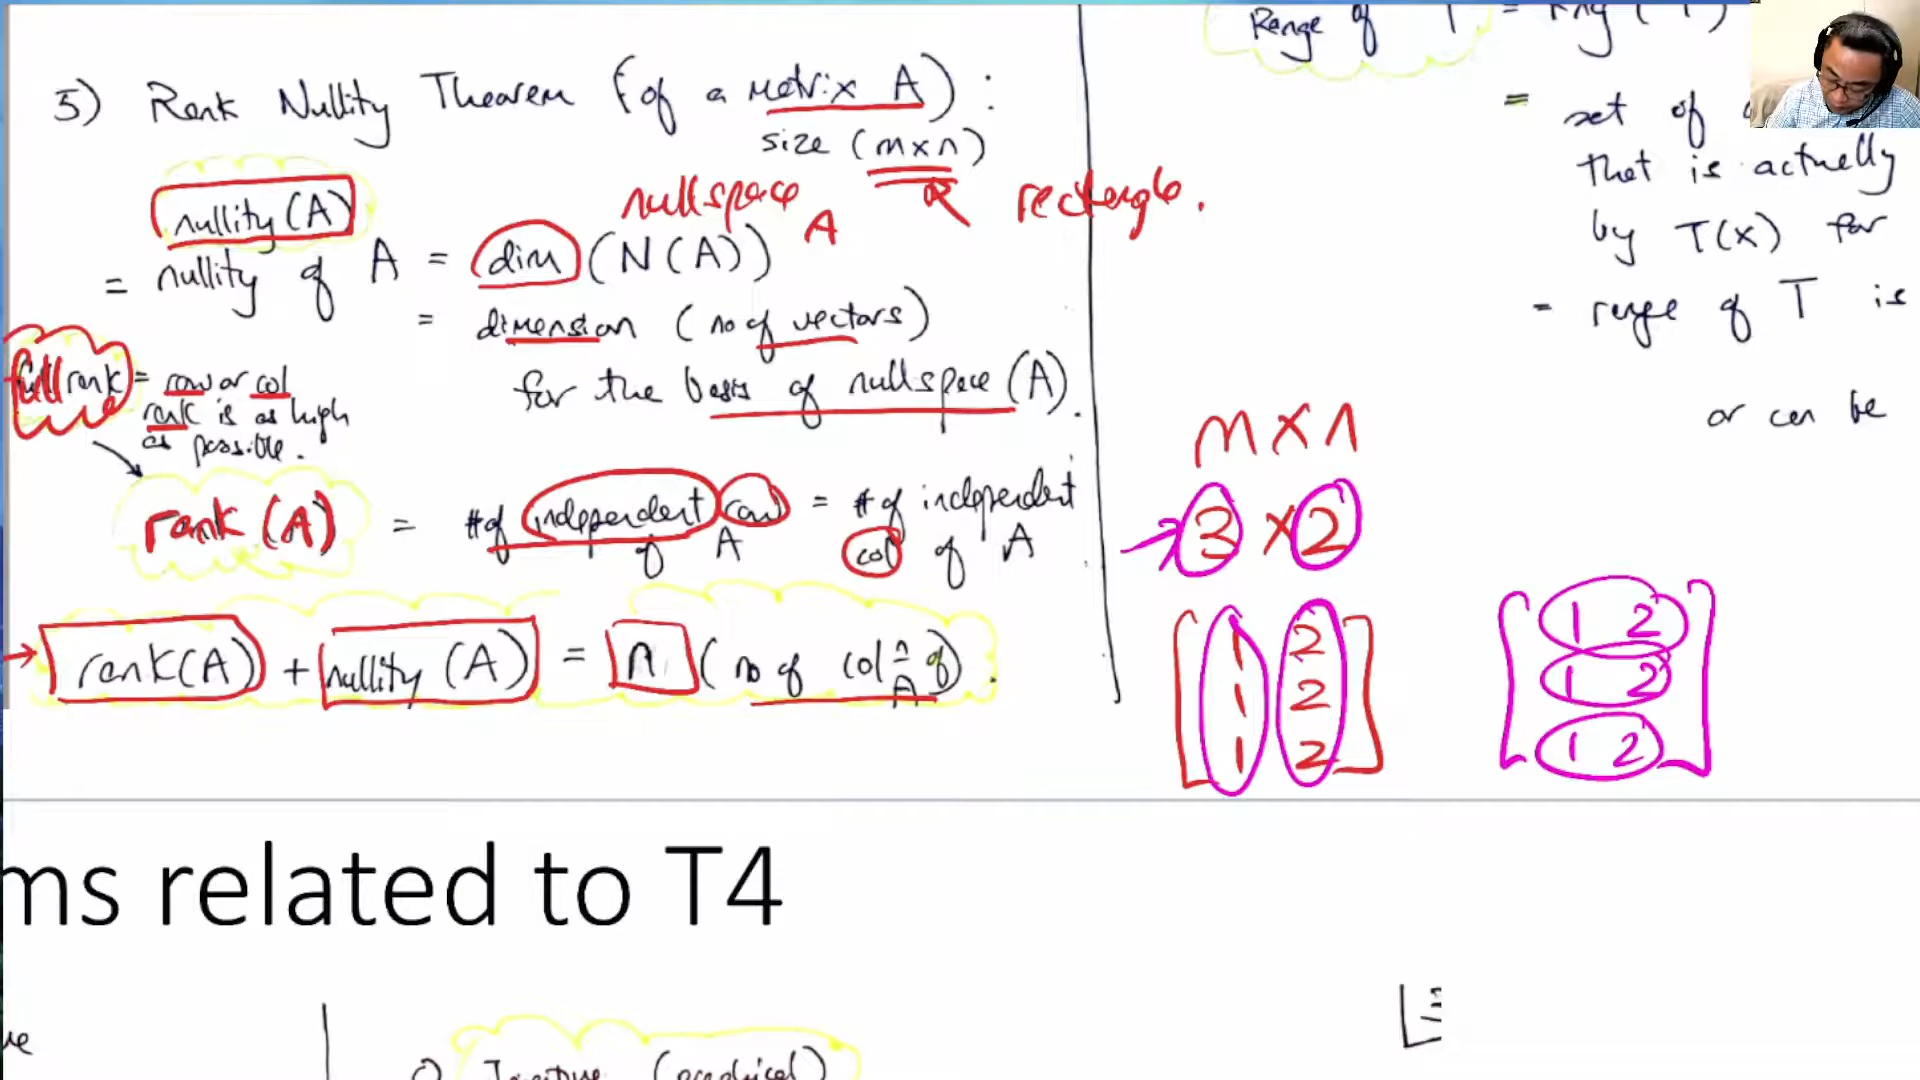 5) Rank Nullity Theorem (of a matrix A) :
size (m×n)
nullity(A)
nullspace A
rectangle.
= nullity of A = dim (N(A))
= dimension (no of vectors)
for the basis of nullspace (A).
full rank = row or col
rank is as high
as possible.
rank (A) = # of independent row of A = # of independent col of A
→ rank(A) + nullity (A) = n (no of colⁿ of A).
Range of T = Rng(T)
= set of
that is actually
by T(x) for
= range of T is
or can be
m × n
3 × 2
[1 2
1 2
1 2]
[1 2
1 2
1 2]
ms related to T4